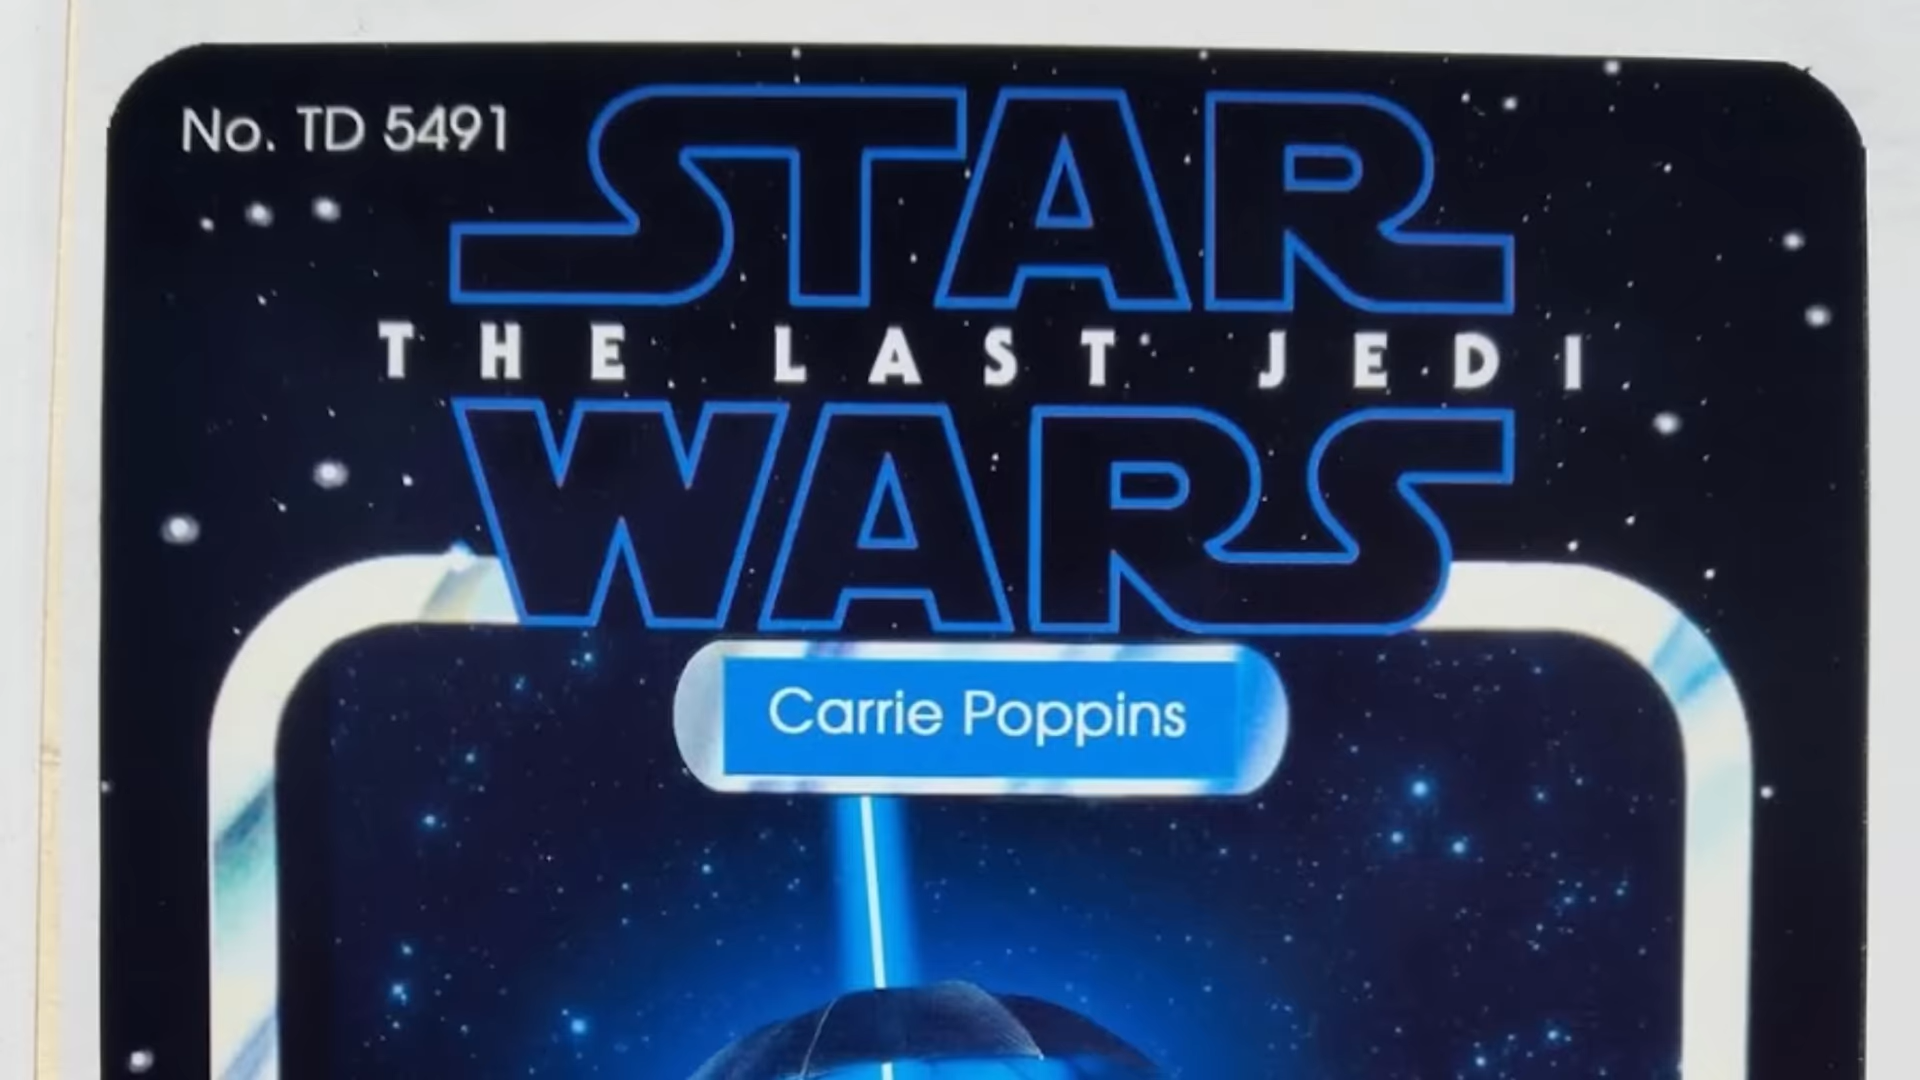 No. TD 5491
STAR
THE LAST JEDI
WARS
Carrie Poppins